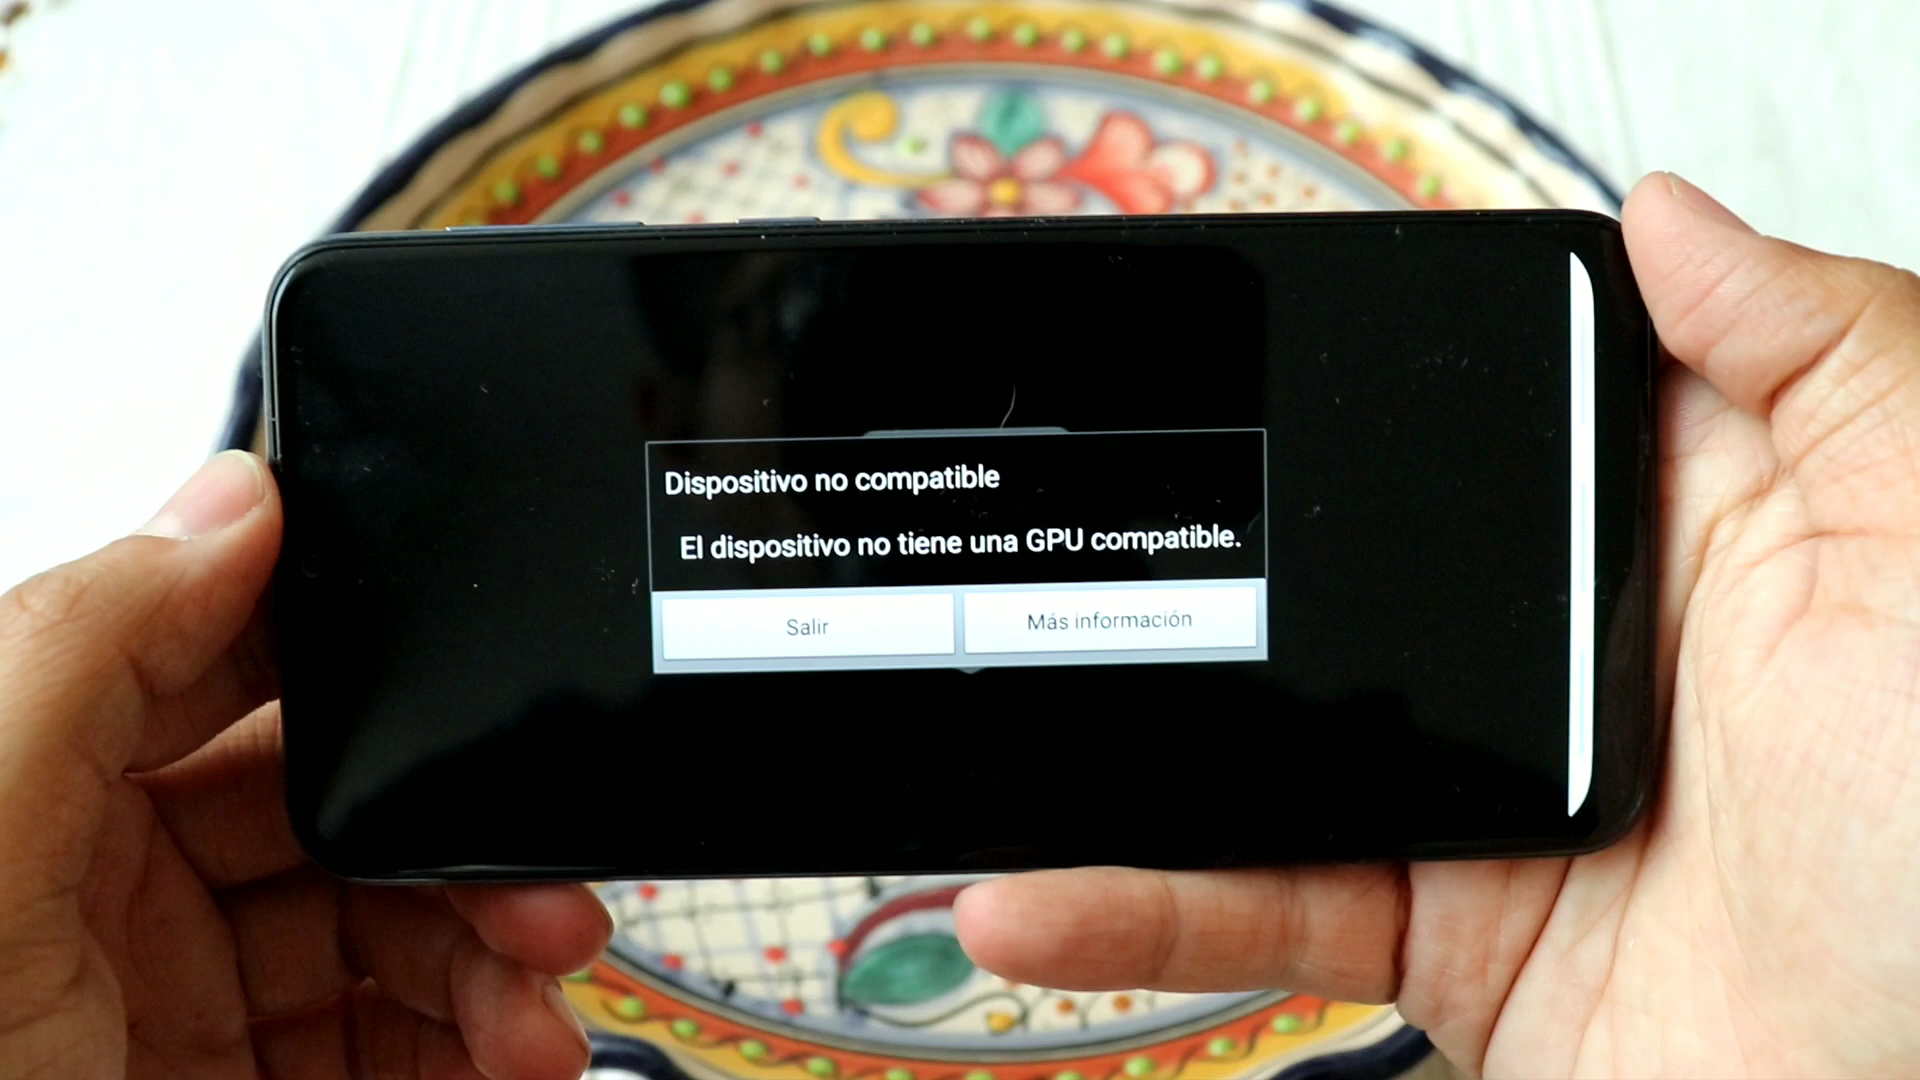 Dispositivo no compatible
El dispositivo no tiene una GPU compatible.
Salir
Más información